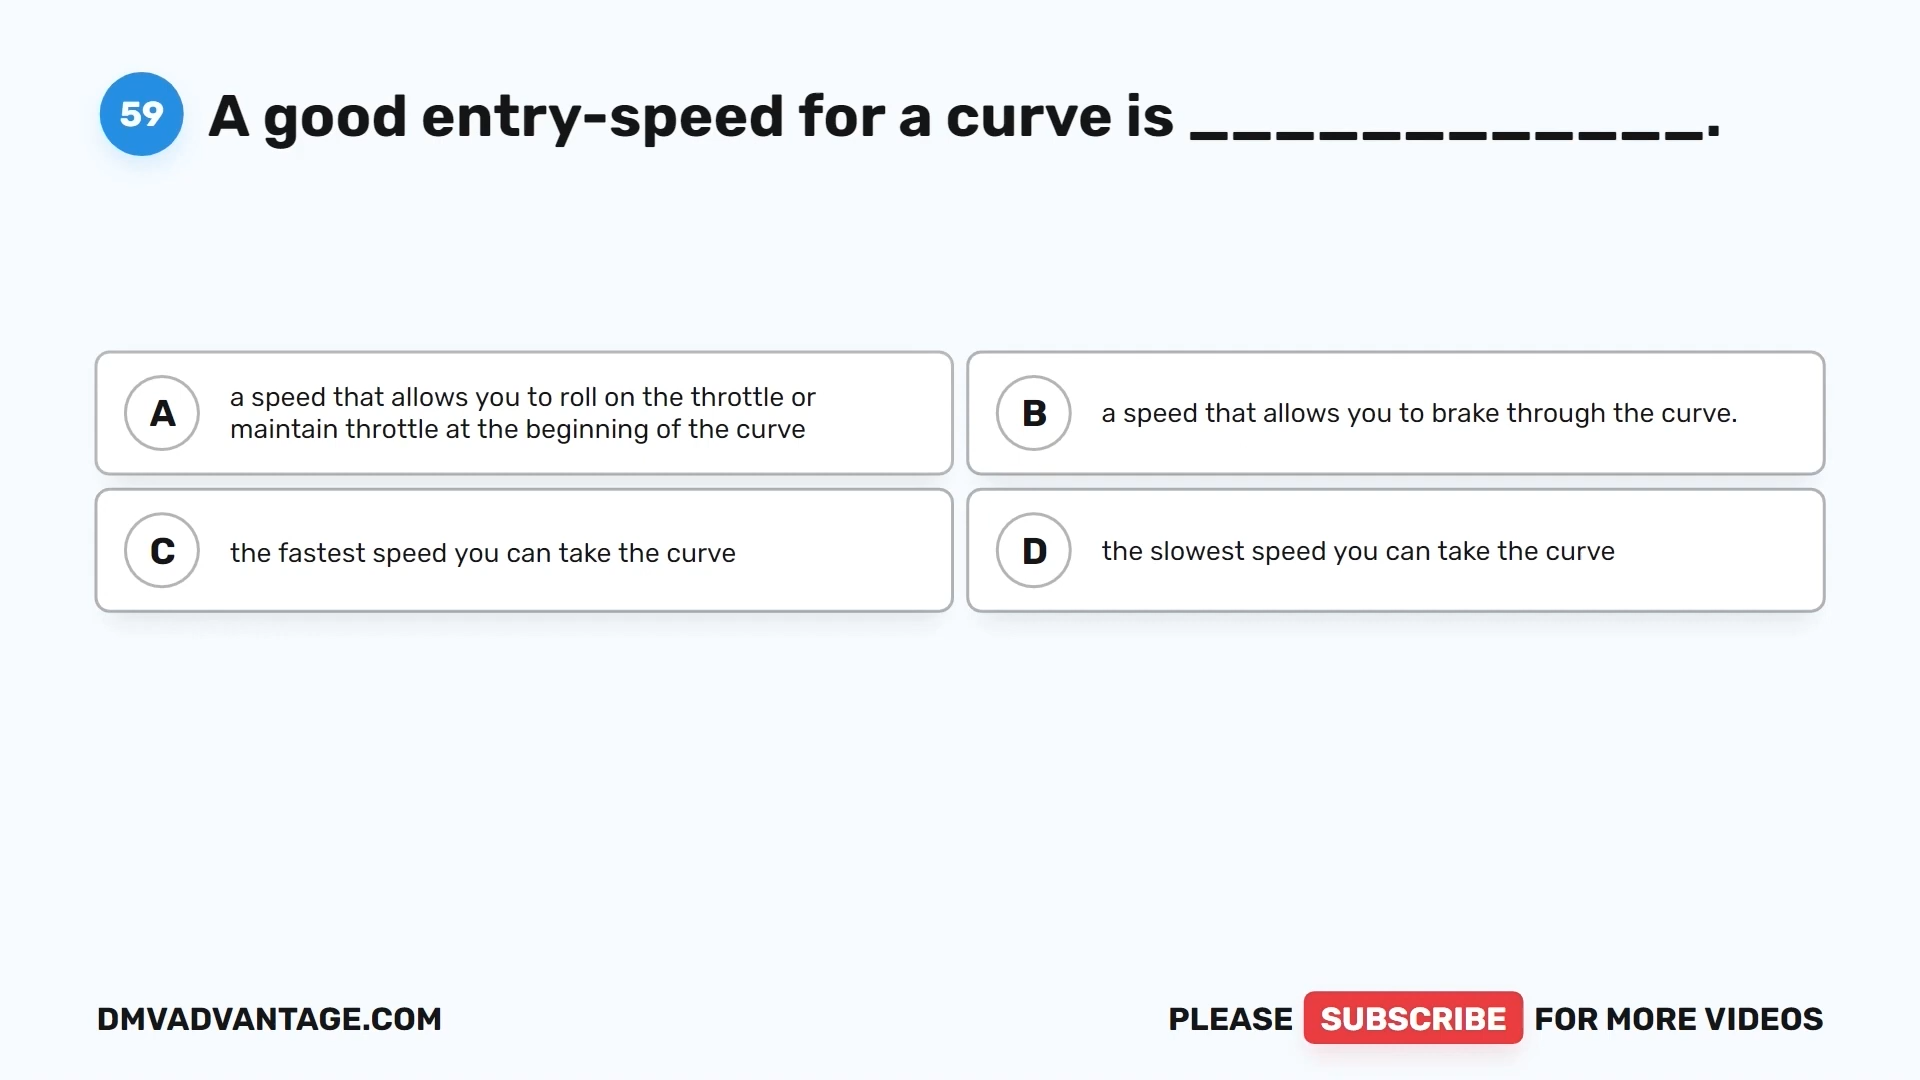 59 A good entry-speed for a curve is ____________.
A a speed that allows you to roll on the throttle or
maintain throttle at the beginning of the curve
B a speed that allows you to brake through the curve.
C the fastest speed you can take the curve
D the slowest speed you can take the curve
DMVADVANTAGE.COM
PLEASE SUBSCRIBE FOR MORE VIDEOS